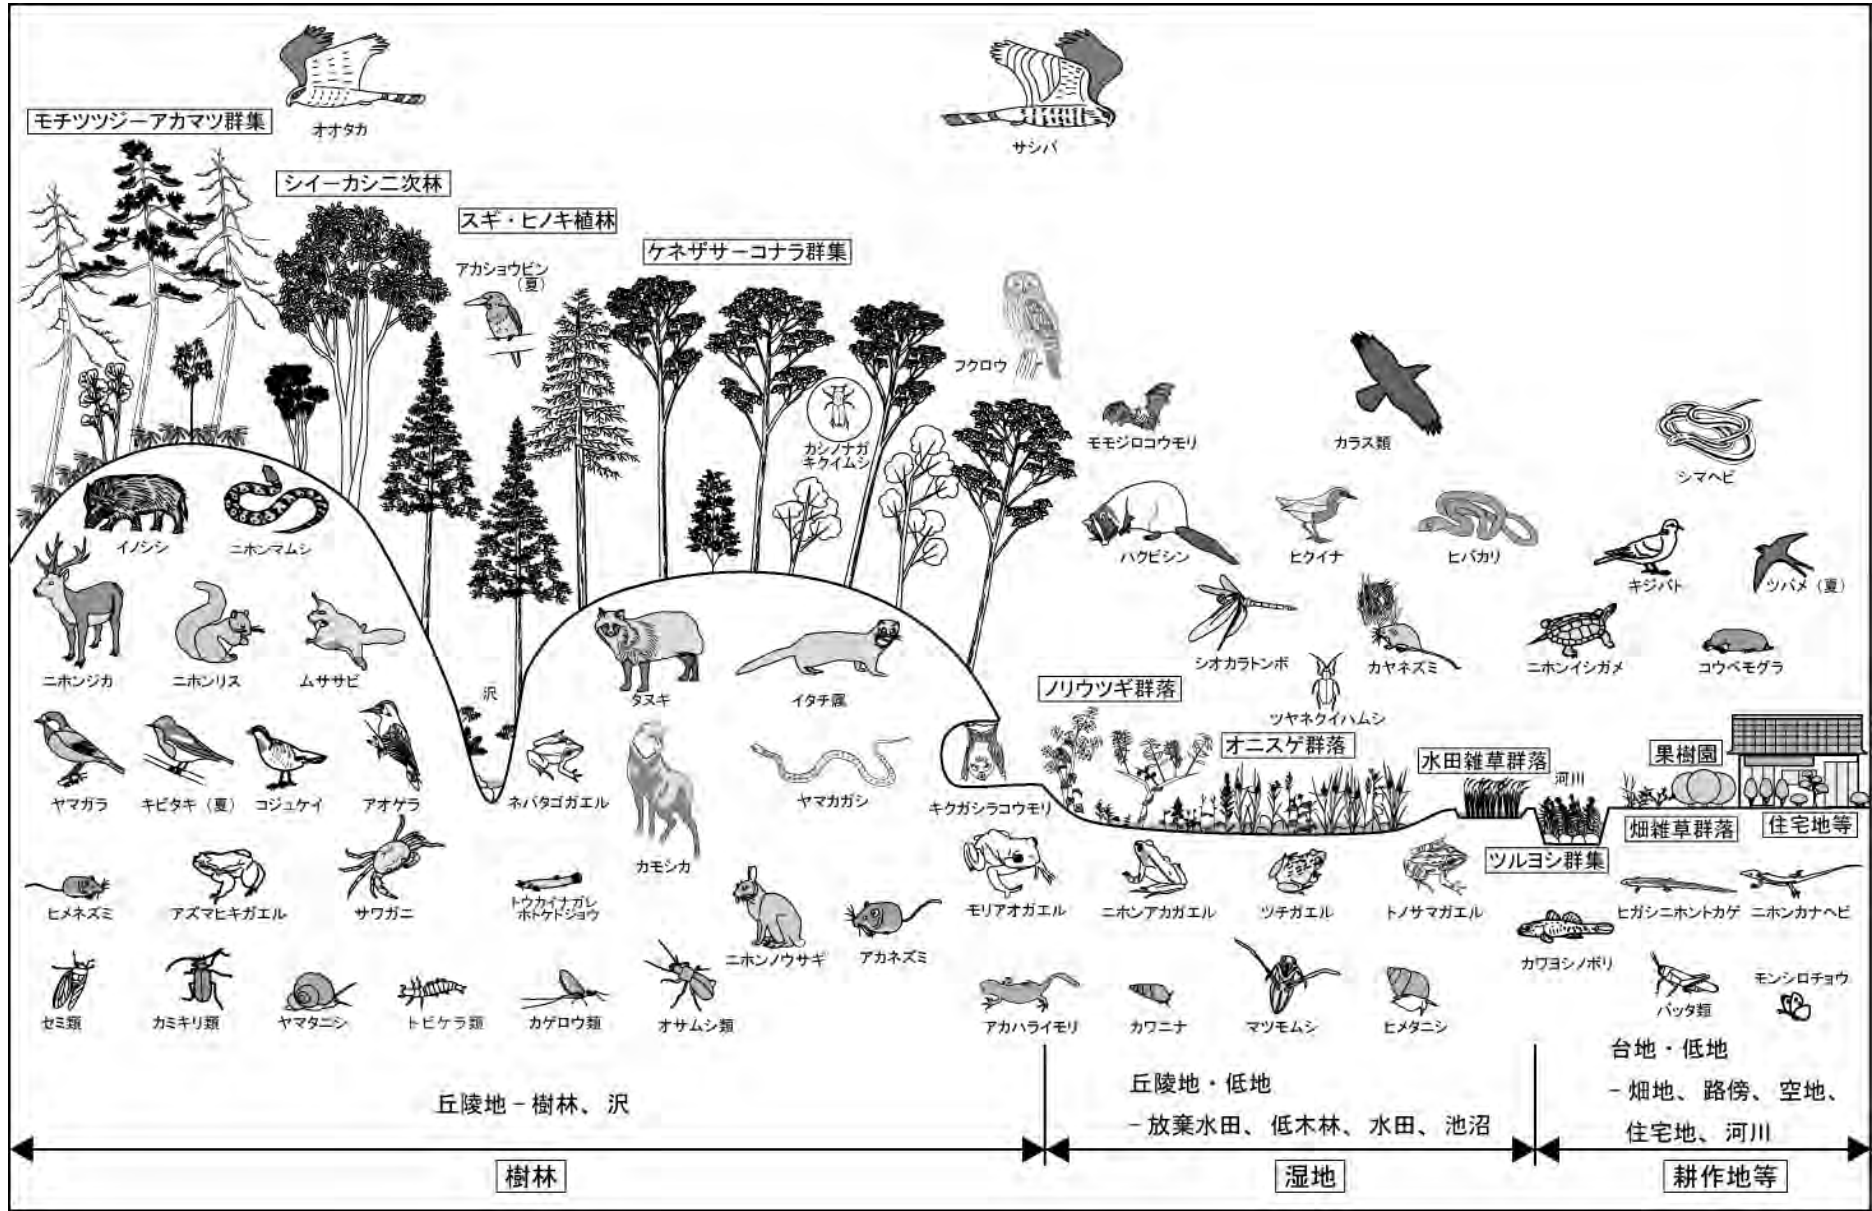 オオタカ
サシバ
モチツツジーアカマツ群集
シイーカシ二次林
スギ・ヒノキ植林
ケネザサーコナラ群集
アカショウビン
（夏）
フクロウ
カシノナガ
キクイムシ
モモジロコウモリ
カラス類
シマヘビ
イノシシ
ニホンマムシ
ハクビシン
ヒクイナ
ヒバカリ
キジバト
ツバメ（夏）
ニホンジカ
ニホンリス
ムササビ
沢
タヌキ
イタチ属
シオカラトンボ
カヤネズミ
ニホンイシガメ
コウベモグラ
ノリウツギ群落
ツヤネクイハムシ
オニスゲ群落
水田雑草群落
河川
果樹園
ヤマガラ
キビタキ（夏）
コジュケイ
アオゲラ
ネバタゴガエル
ヤマカガシ
キクガシラコウモリ
畑雑草群落
住宅地等
カモシカ
ツルヨシ群集
ヒメネズミ
アズマヒキガエル
サワガニ
トウカイナガレ
ホトケドジョウ
モリアオガエル
ニホンアカガエル
ツチガエル
トノサマガエル
ヒガシニホントカゲ
ニホンカナヘビ
ニホンノウサギ
アカネズミ
カワヨシノボリ
セミ類
カミキリ類
ヤマタニシ
トビケラ類
カゲロウ類
オサムシ類
アカハライモリ
カワニナ
マツモムシ
ヒメタニシ
バッタ類
モンシロチョウ
丘陵地－樹林、沢
丘陵地・低地
－放棄水田、低木林、水田、池沼
台地・低地
－畑地、路傍、空地、
住宅地、河川
樹林
湿地
耕作地等